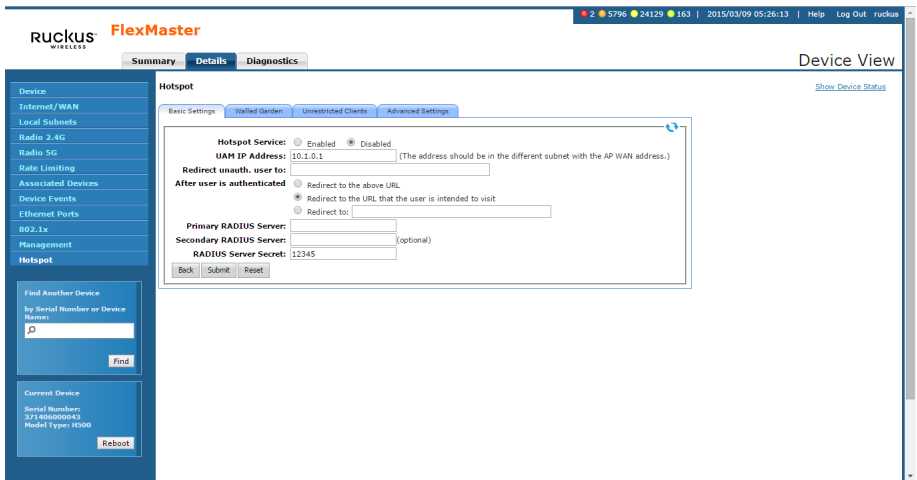 2 5796 24129 163 | 2015/03/09 05:26:13 | Help Log Out ruckus
Ruckus WIRELESS
FlexMaster
Summary Details Diagnostics
Device View
Device
Internet/WAN
Local Subnets
Radio 2.4G
Radio 5G
Rate Limiting
Associated Devices
Device Events
Ethernet Ports
802.1x
Management
Hotspot
Find Another Device
by Serial Number or Device
Name:
Find
Current Device
Serial Number:
371406000043
Model Type: H500
Reboot
Hotspot
Show Device Status
Basic Settings Walled Garden Unrestricted Clients Advanced Settings
Hotspot Service: Enabled Disabled
UAM IP Address: 10.1.0.1 (The address should be in the different subnet with the AP WAN address.)
Redirect unauth. user to:
After user is authenticated Redirect to the above URL
Redirect to the URL that the user is intended to visit
Redirect to:
Primary RADIUS Server:
Secondary RADIUS Server: (optional)
RADIUS Server Secret: 12345
Back Submit Reset